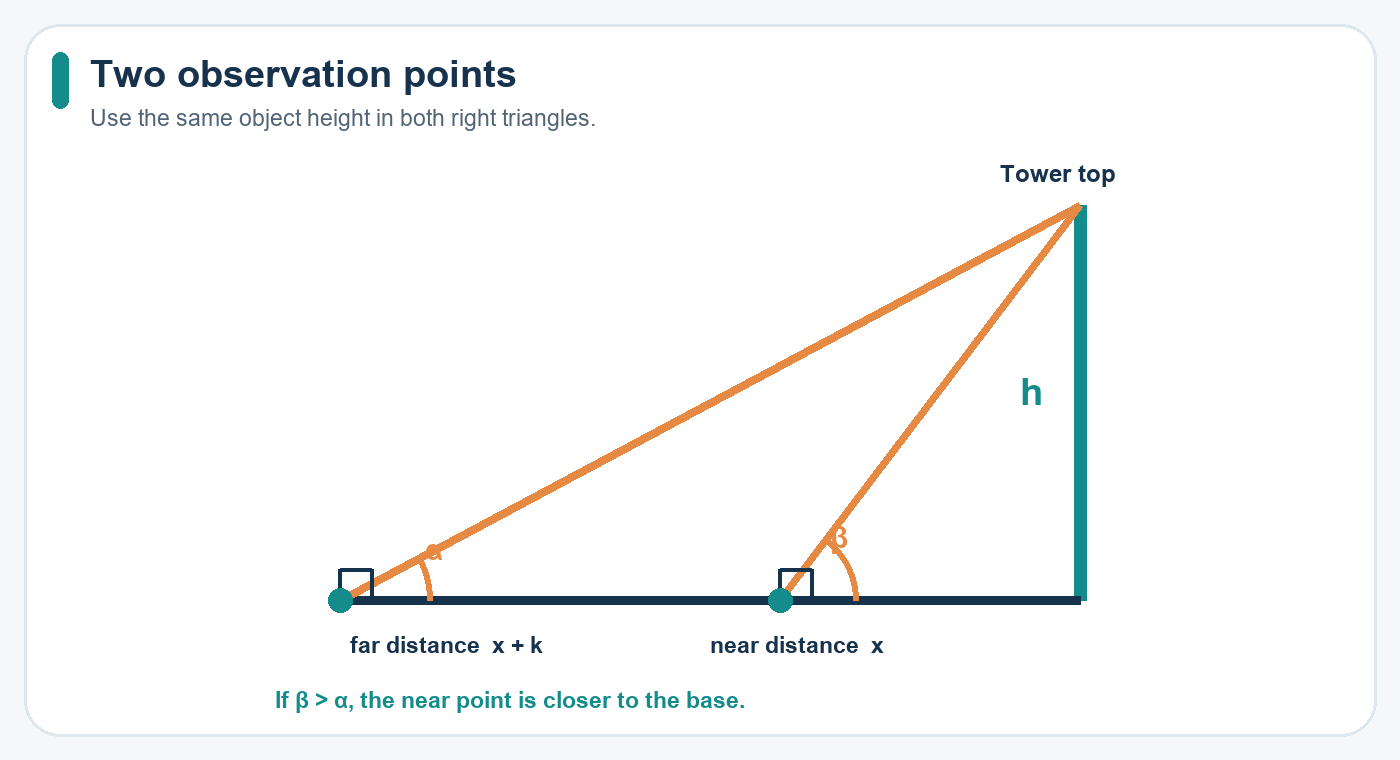 Two observation points
Use the same object height in both right triangles.
Tower top
h
α
β
far distance  x + k
near distance  x
If β > α, the near point is closer to the base.